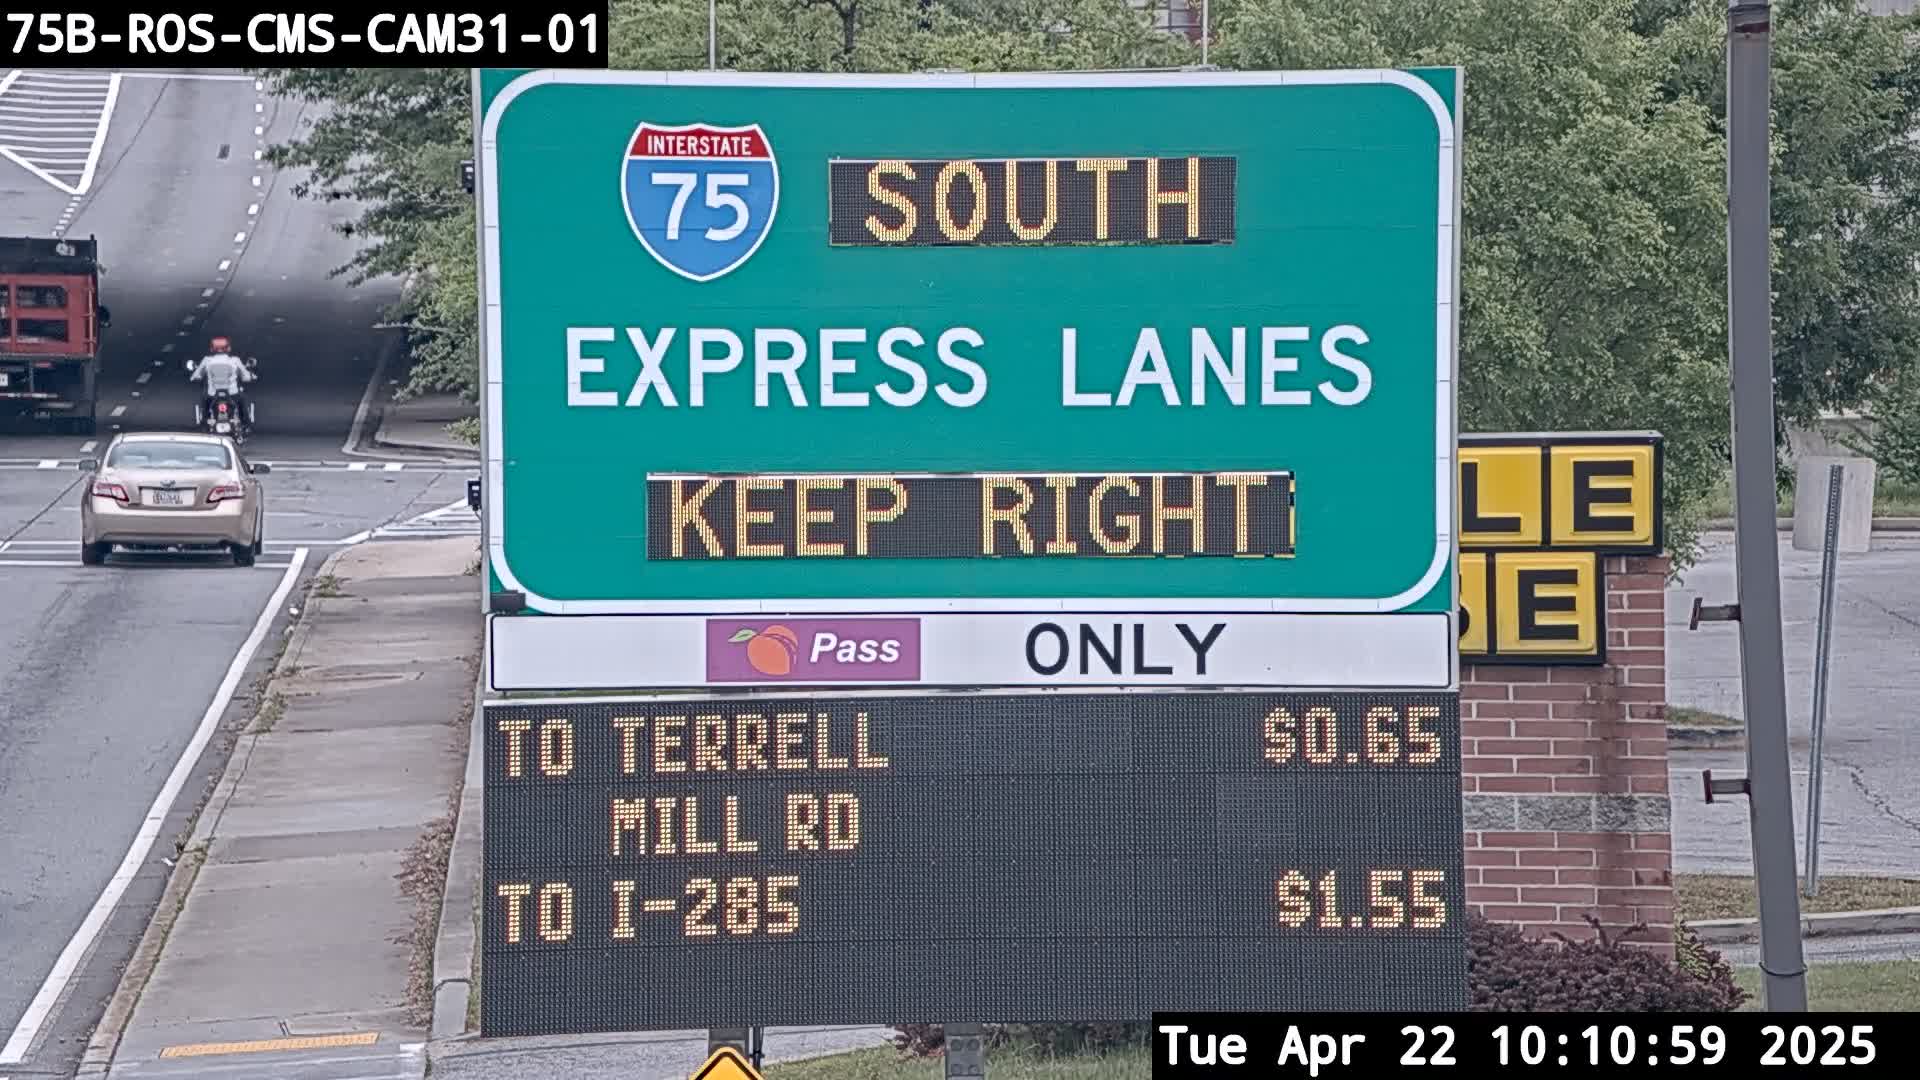 75B-ROS-CMS-CAM31-01
INTERSTATE
75
SOUTH
EXPRESS LANES
KEEP RIGHT
Pass ONLY
TO TERRELL $0.65
MILL RD
TO I-285 $1.55
LE
E
Tue Apr 22 10:10:59 2025